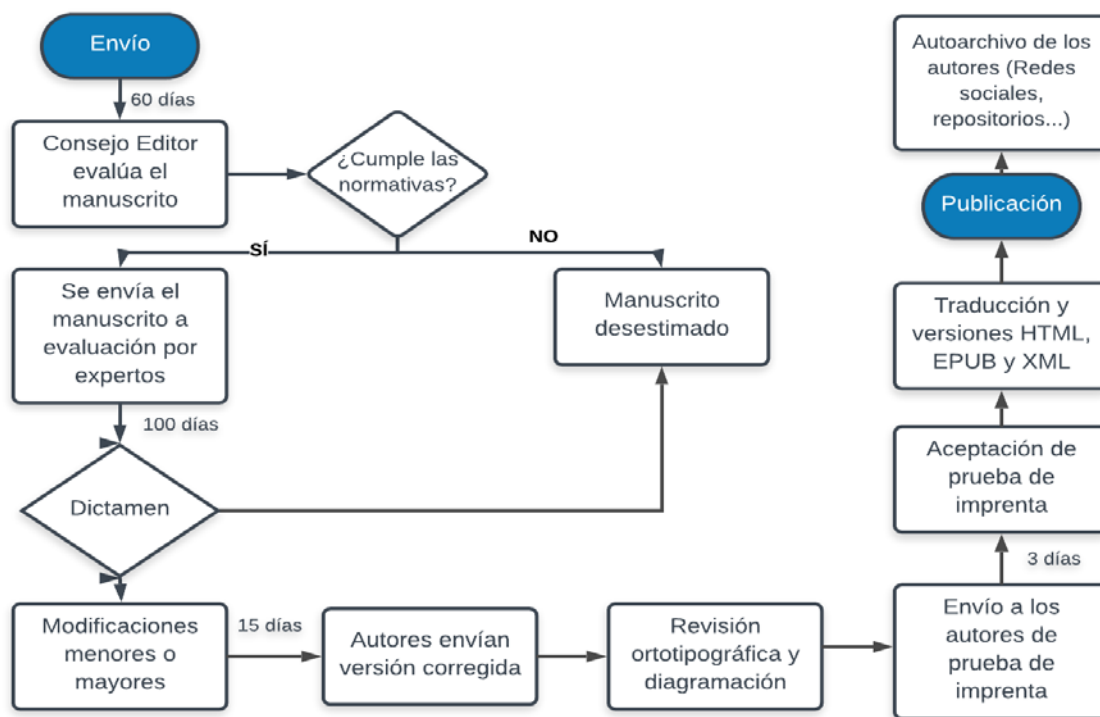 Envío
60 días
Consejo Editor
evalúa el
manuscrito
¿Cumple las
normativas?
SÍ
NO
Se envía el
manuscrito a
evaluación por
expertos
Manuscrito
desestimado
100 días
Dictamen
Modificaciones
menores o
mayores
15 días
Autores envían
versión corregida
Revisión
ortotipográfica y
diagramación
Envío a los
autores de
prueba de
imprenta
3 días
Aceptación de
prueba de
imprenta
Traducción y
versiones HTML,
EPUB y XML
Publicación
Autoarchivo de los
autores (Redes
sociales,
repositorios...)